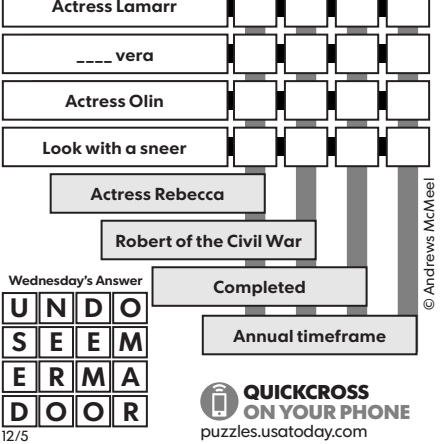 Actress Lamarr
____ vera
Actress Olin
Look with a sneer
Actress Rebecca
Robert of the Civil War
Completed
Annual timeframe
© Andrews McMeel
Wednesday's Answer
U N D O
S E E M
E R M A
D O O R
12/5
QUICKCROSS
ON YOUR PHONE
puzzles.usatoday.com